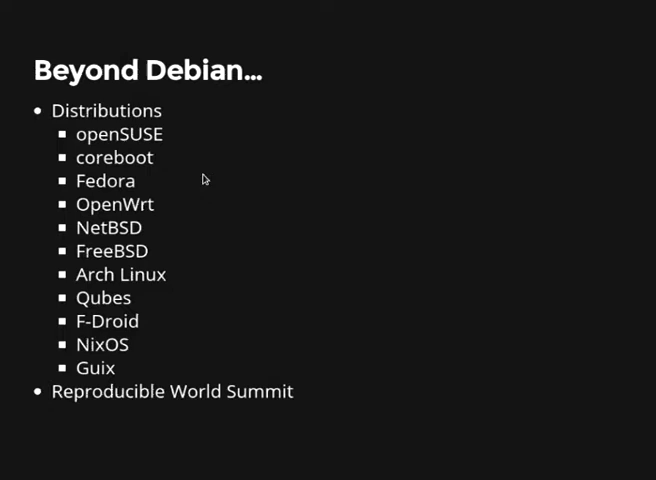 Beyond Debian...
Distributions
openSUSE
coreboot
Fedora
OpenWrt
NetBSD
FreeBSD
Arch Linux
Qubes
F-Droid
NixOS
Guix
Reproducible World Summit